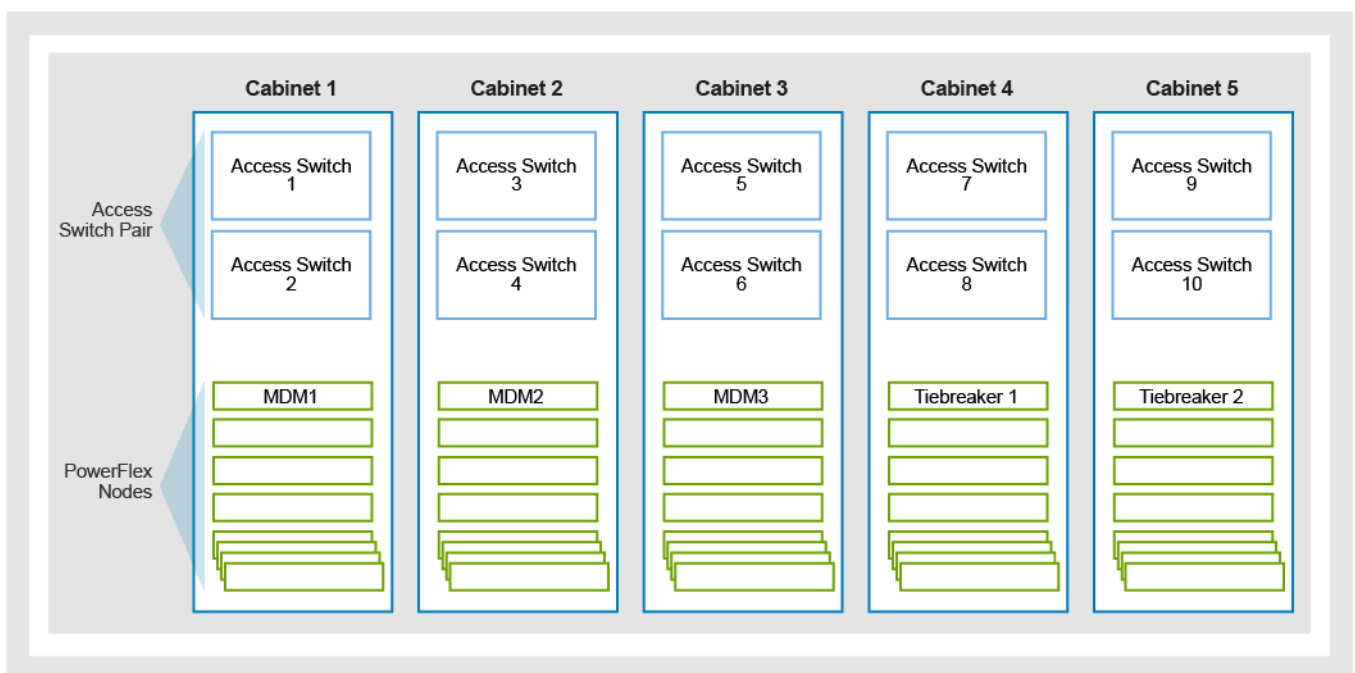 Cabinet 1
Cabinet 2
Cabinet 3
Cabinet 4
Cabinet 5
Access
Switch Pair
Access Switch
1
Access Switch
3
Access Switch
5
Access Switch
7
Access Switch
9
Access Switch
2
Access Switch
4
Access Switch
6
Access Switch
8
Access Switch
10
PowerFlex
Nodes
MDM1
MDM2
MDM3
Tiebreaker 1
Tiebreaker 2